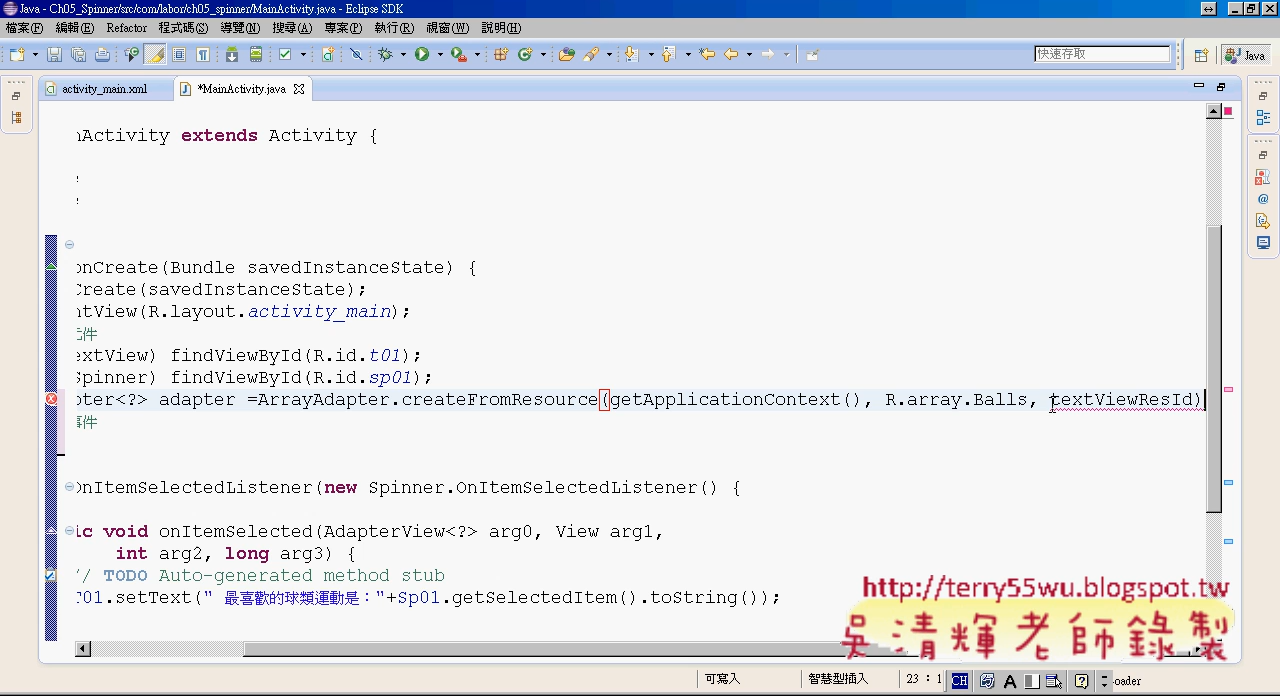 Java - Ch05_Spinner/src/com/labor/ch05_spinner/MainActivity.java - Eclipse SDK
檔案(F) 編輯(E) Refactor 程式碼(S) 導覽(N) 搜尋(A) 專案(P) 執行(R) 視窗(W) 說明(H)
快速存取
Java
activity_main.xml
*MainActivity.java
nActivity extends Activity {
;
;
onCreate(Bundle savedInstanceState) {
Create(savedInstanceState);
ntView(R.layout.activity_main);
元件
extView) findViewById(R.id.t01);
Spinner) findViewById(R.id.sp01);
pter<?> adapter =ArrayAdapter.createFromResource(getApplicationContext(), R.array.Balls, textViewResId)
事件
OnItemSelectedListener(new Spinner.OnItemSelectedListener() {
ic void onItemSelected(AdapterView<?> arg0, View arg1,
int arg2, long arg3) {
// TODO Auto-generated method stub
T01.setText(" 最喜歡的球類運動是："+Sp01.getSelectedItem().toString());
http://terry55wu.blogspot.tw
吳清輝老師錄製
可寫入
智慧型插入
23 : 1
CH
oader